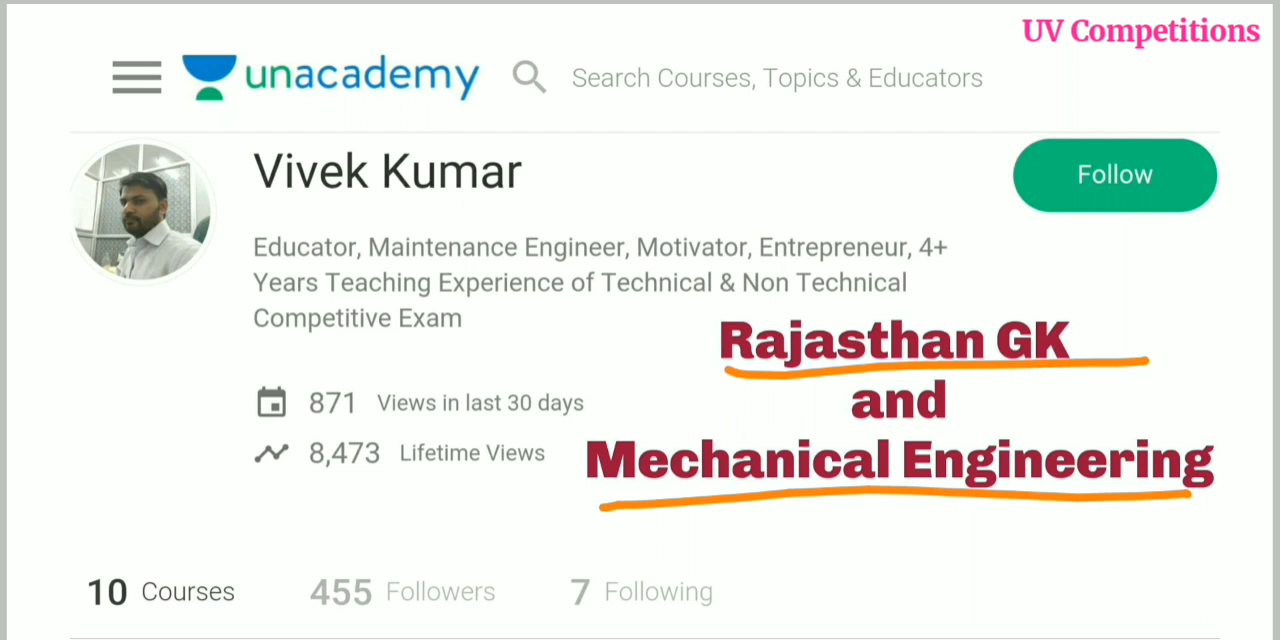 UV Competitions
unacademy
Search Courses, Topics & Educators
Vivek Kumar
Follow
Educator, Maintenance Engineer, Motivator, Entrepreneur, 4+
Years Teaching Experience of Technical & Non Technical
Competitive Exam
871 Views in last 30 days
8,473 Lifetime Views
Rajasthan GK
and
Mechanical Engineering
10 Courses 455 Followers 7 Following